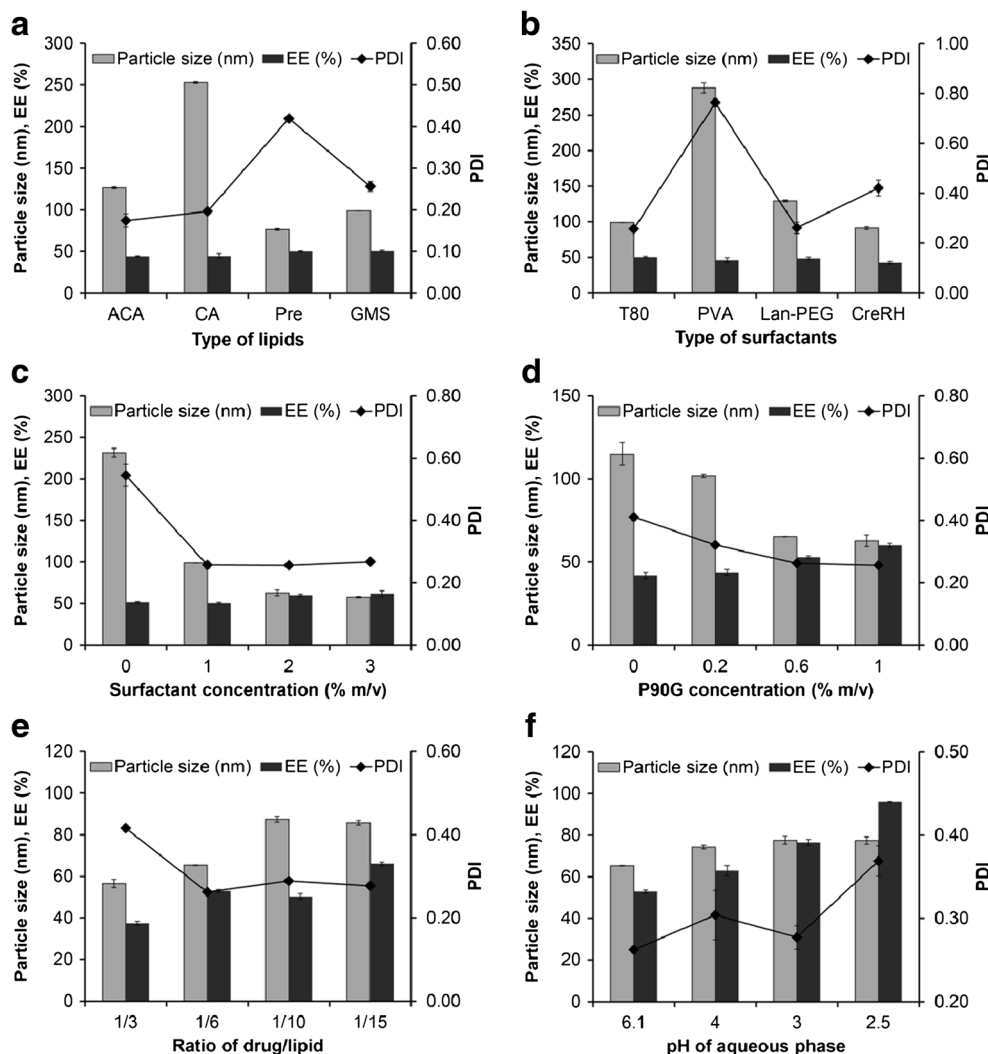 a
Particle size (nm) EE (%) PDI
Particle size (nm), EE (%)
300
250
200
150
100
50
0
0.60
0.50
0.40
0.30
0.20
0.10
0.00
PDI
ACA CA Pre GMS
Type of lipids
b
Particle size (nm) EE (%) PDI
Particle size (nm), EE (%)
350
300
250
200
150
100
50
0
1.00
0.80
0.60
0.40
0.20
0.00
PDI
T80 PVA Lan-PEG CreRH
Type of surfactants
c
Particle size (nm) EE (%) PDI
Particle size (nm), EE (%)
300
250
200
150
100
50
0
0.80
0.60
0.40
0.20
0.00
PDI
0 1 2 3
Surfactant concentration (% m/v)
d
Particle size (nm) EE (%) PDI
Particle size (nm), EE (%)
150
100
50
0
0.80
0.60
0.40
0.20
0.00
PDI
0 0.2 0.6 1
P90G concentration (% m/v)
e
Particle size (nm) EE (%) PDI
Particle size (nm), EE (%)
120
100
80
60
40
20
0
0.60
0.40
0.20
0.00
PDI
1/3 1/6 1/10 1/15
Ratio of drug/lipid
f
Particle size (nm) EE (%) PDI
Particle size (nm), EE (%)
120
100
80
60
40
20
0
0.50
0.40
0.30
0.20
PDI
6.1 4 3 2.5
pH of aqueous phase